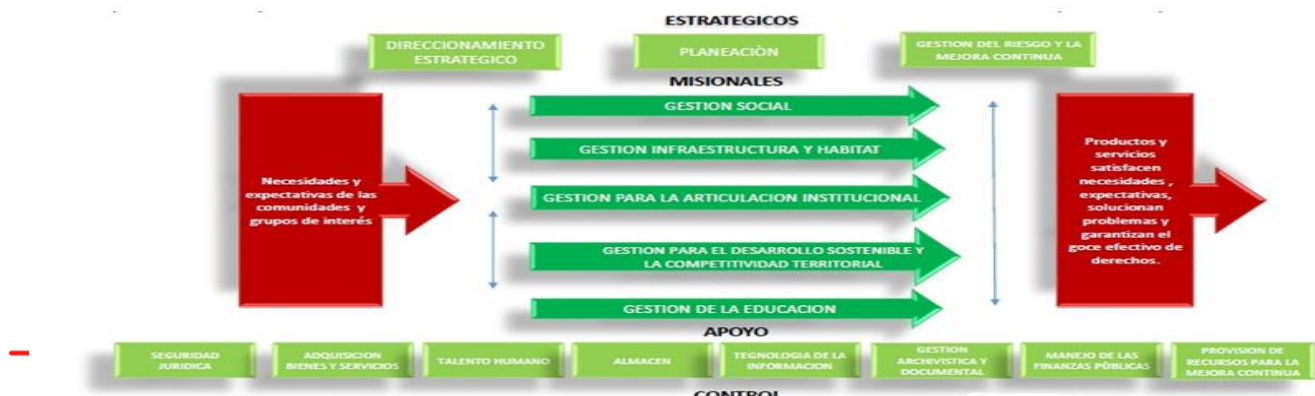 ESTRATEGICOS
DIRECCIONAMIENTO
ESTRATEGICO
PLANEACIÒN
GESTION DEL RIESGO Y LA
MEJORA CONTINUA
MISIONALES
GESTION SOCIAL
GESTION INFRAESTRUCTURA Y HABITAT
GESTION PARA LA ARTICULACION INSTITUCIONAL
GESTION PARA EL DESARROLLO SOSTENIBLE Y
LA COMPETITIVIDAD TERRITORIAL
GESTION DE LA EDUCACION
Necesidades y
expectativas de las
comunidades y
grupos de interés
Productos y
servicios
satisfacen
necesidades ,
expectativas,
solucionan
problemas y
garantizan el
goce efectivo de
derechos.
APOYO
SEGURIDAD
JURIDICA
ADQUISICION
BIENES Y SERVICIOS
TALENTO HUMANO
ALMACEN
TEGNOLOGIA DE LA
INFORMACION
GESTION
ARCHIVISTICA Y
DOCUMENTAL
MANEJO DE LAS
FINANZAS PÙBLICAS
PROVISION DE
RECURSOS PARA LA
MEJORA CONTINUA
CONTROL